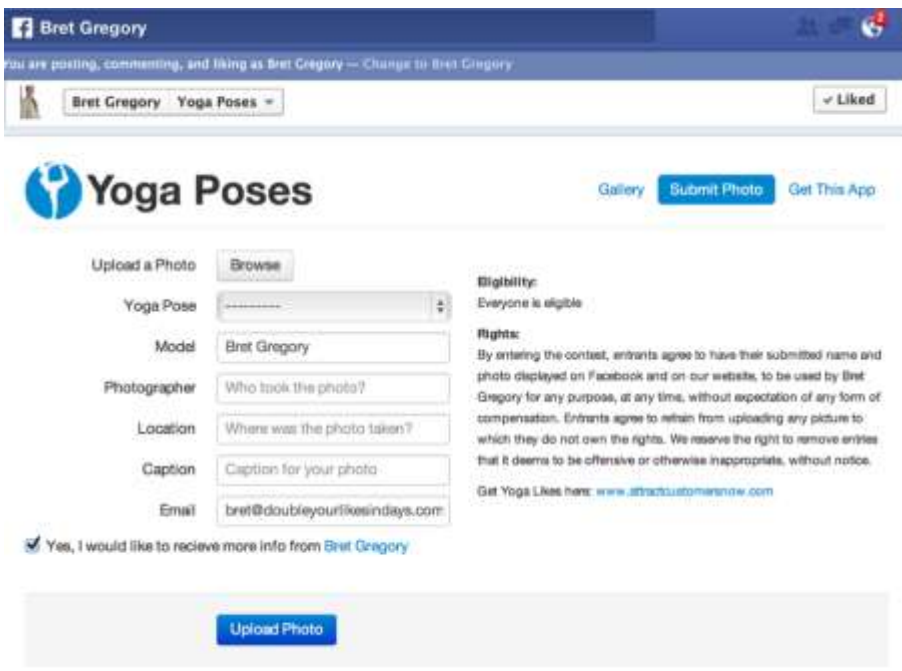 Bret Gregory
You are posting, commenting, and liking as Bret Gregory — Change to Bret Gregory
Bret Gregory Yoga Poses
Liked
Yoga Poses
Gallery Submit Photo Get This App
Upload a Photo Browse
Yoga Pose ----------
Model Bret Gregory
Photographer Who took the photo?
Location Where was the photo taken?
Caption Caption for your photo
Email bret@doubleyourlikesindays.com
Yes, I would like to recieve more info from Bret Gregory
Eligibility:
Everyone is eligible
Rights:
By entering the contest, entrants agree to have their submitted name and
photo displayed on Facebook and on our website, to be used by Bret
Gregory for any purpose, at any time, without expectation of any form of
compensation. Entrants agree to refrain from uploading any picture to
which they do not own the rights. We reserve the right to remove entries
that it deems to be offensive or otherwise inappropriate, without notice.
Get Yoga Likes here: www.attractcustomersnow.com
Upload Photo